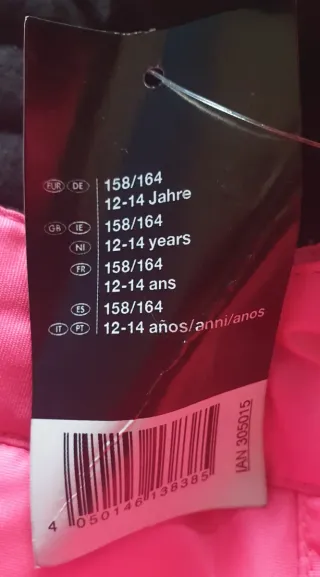 EUR DE 158/164
12-14 Jahre
GB IE 158/164
NI 12-14 years
FR 158/164
12-14 ans
ES 158/164
IT PT 12-14 años/anni/anos
IAN 305015
4 050146 138385